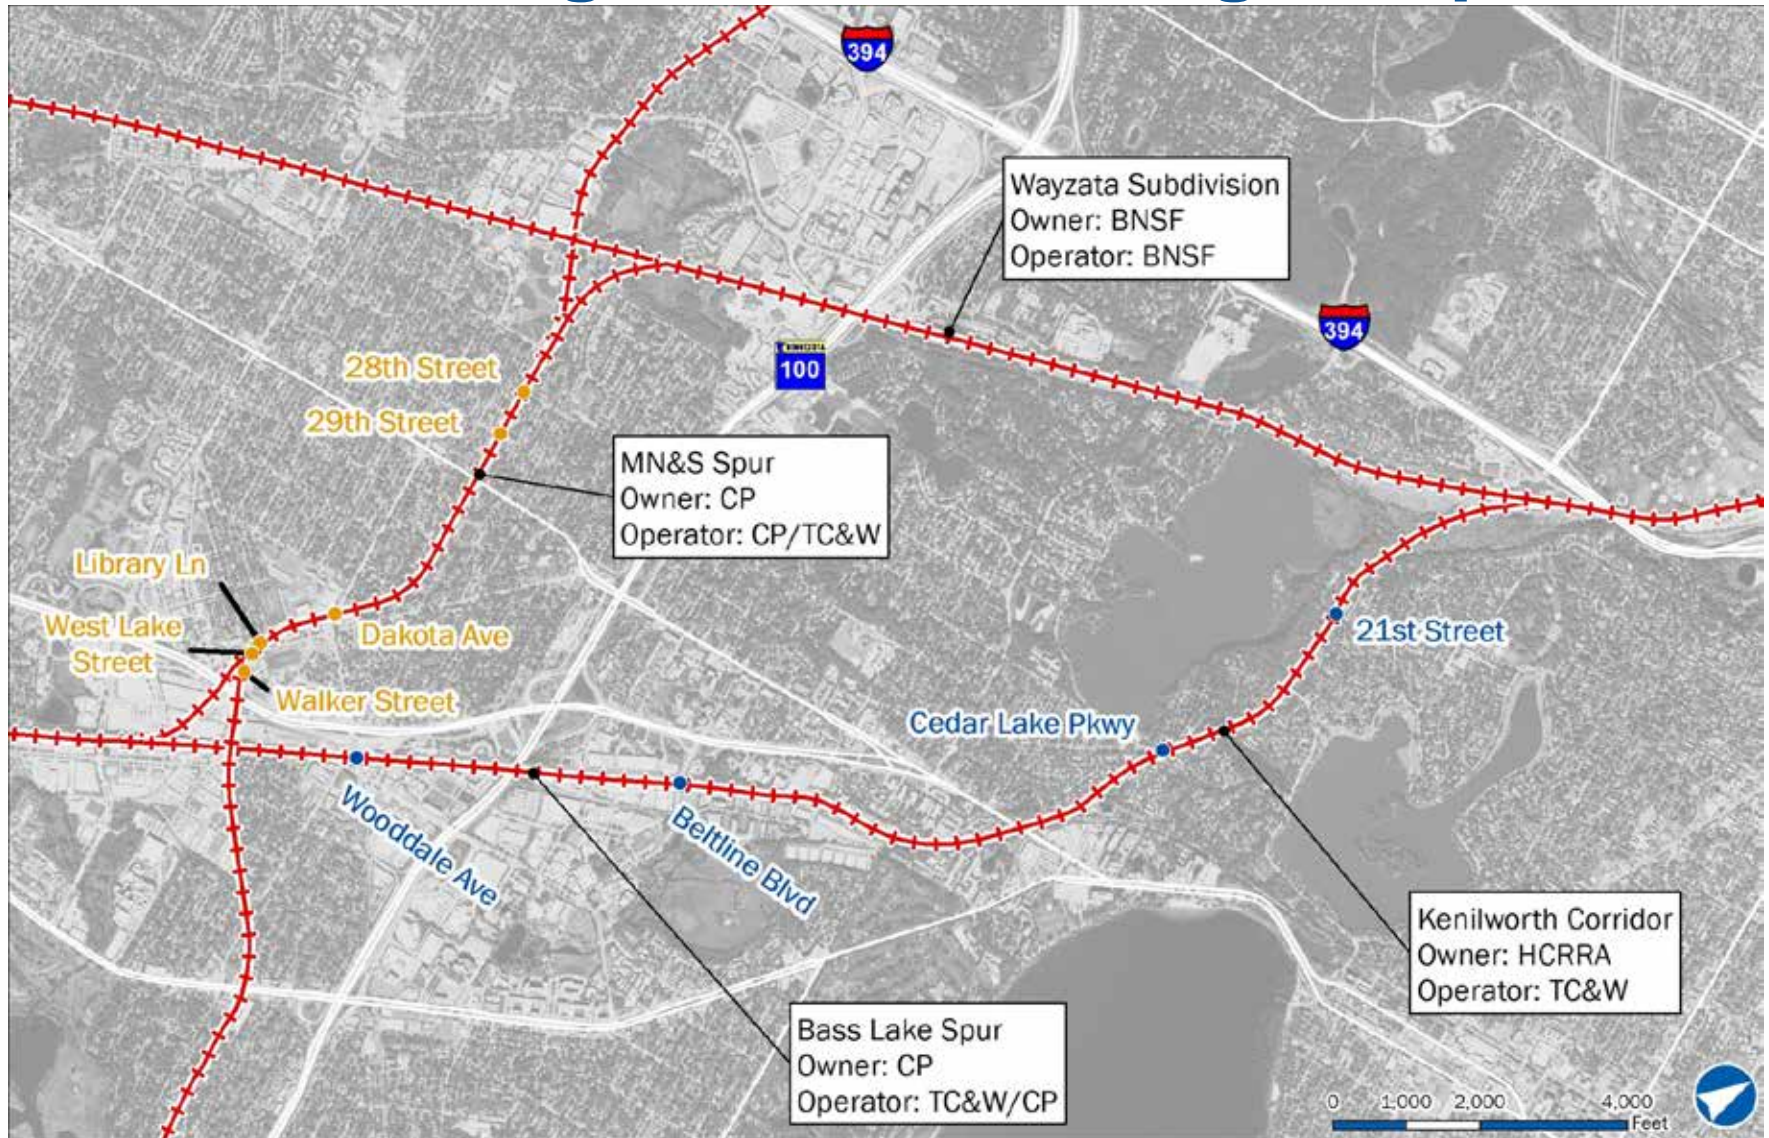 394
Wayzata Subdivision
Owner: BNSF
Operator: BNSF
394
MINNESOTA
100
28th Street
29th Street
MN&S Spur
Owner: CP
Operator: CP/TC&W
Library Ln
West Lake
Street
Dakota Ave
Walker Street
21st Street
Cedar Lake Pkwy
Wooddale Ave
Beltline Blvd
Kenilworth Corridor
Owner: HCRRA
Operator: TC&W
Bass Lake Spur
Owner: CP
Operator: TC&W/CP
0 1,000 2,000 4,000
Feet